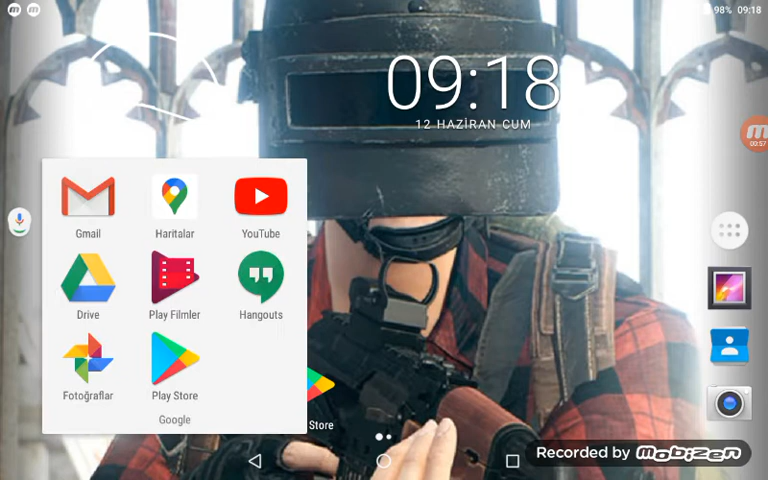 98% 09:18
09:18
12 HAZİRAN CUM
00:57
Gmail Haritalar YouTube
Drive Play Filmler Hangouts
Fotoğraflar Play Store
Store
Google
Recorded by mobizen